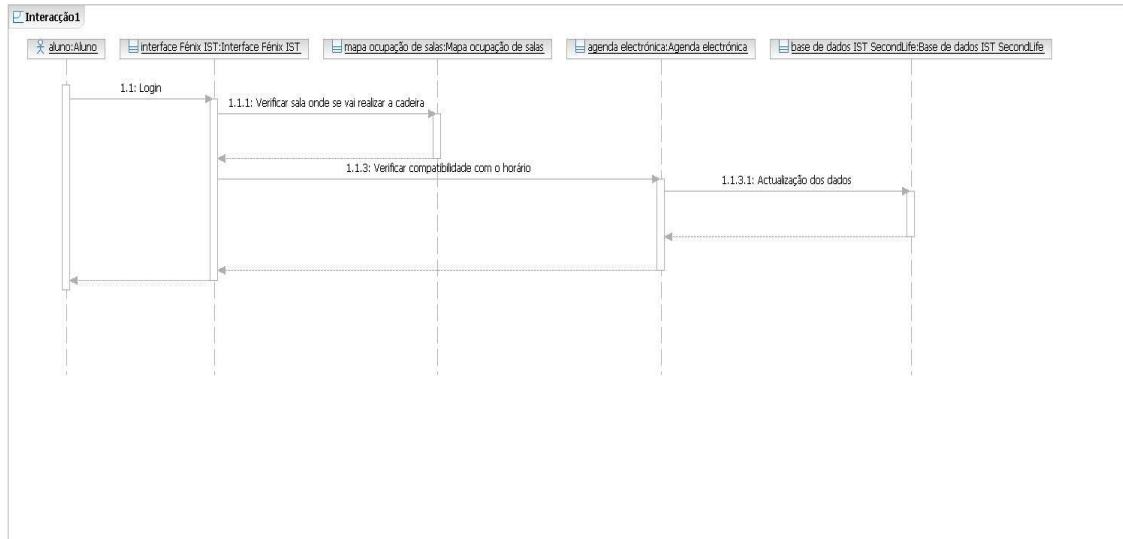 Interacção1
aluno:Aluno
interface Fénix IST:Interface Fénix IST
mapa ocupação de salas:Mapa ocupação de salas
agenda electrónica:Agenda electrónica
base de dados IST SecondLife:Base de dados IST SecondLife
1.1: Login
1.1.1: Verificar sala onde se vai realizar a cadeira
1.1.3: Verificar compatibilidade com o horário
1.1.3.1: Actualização dos dados